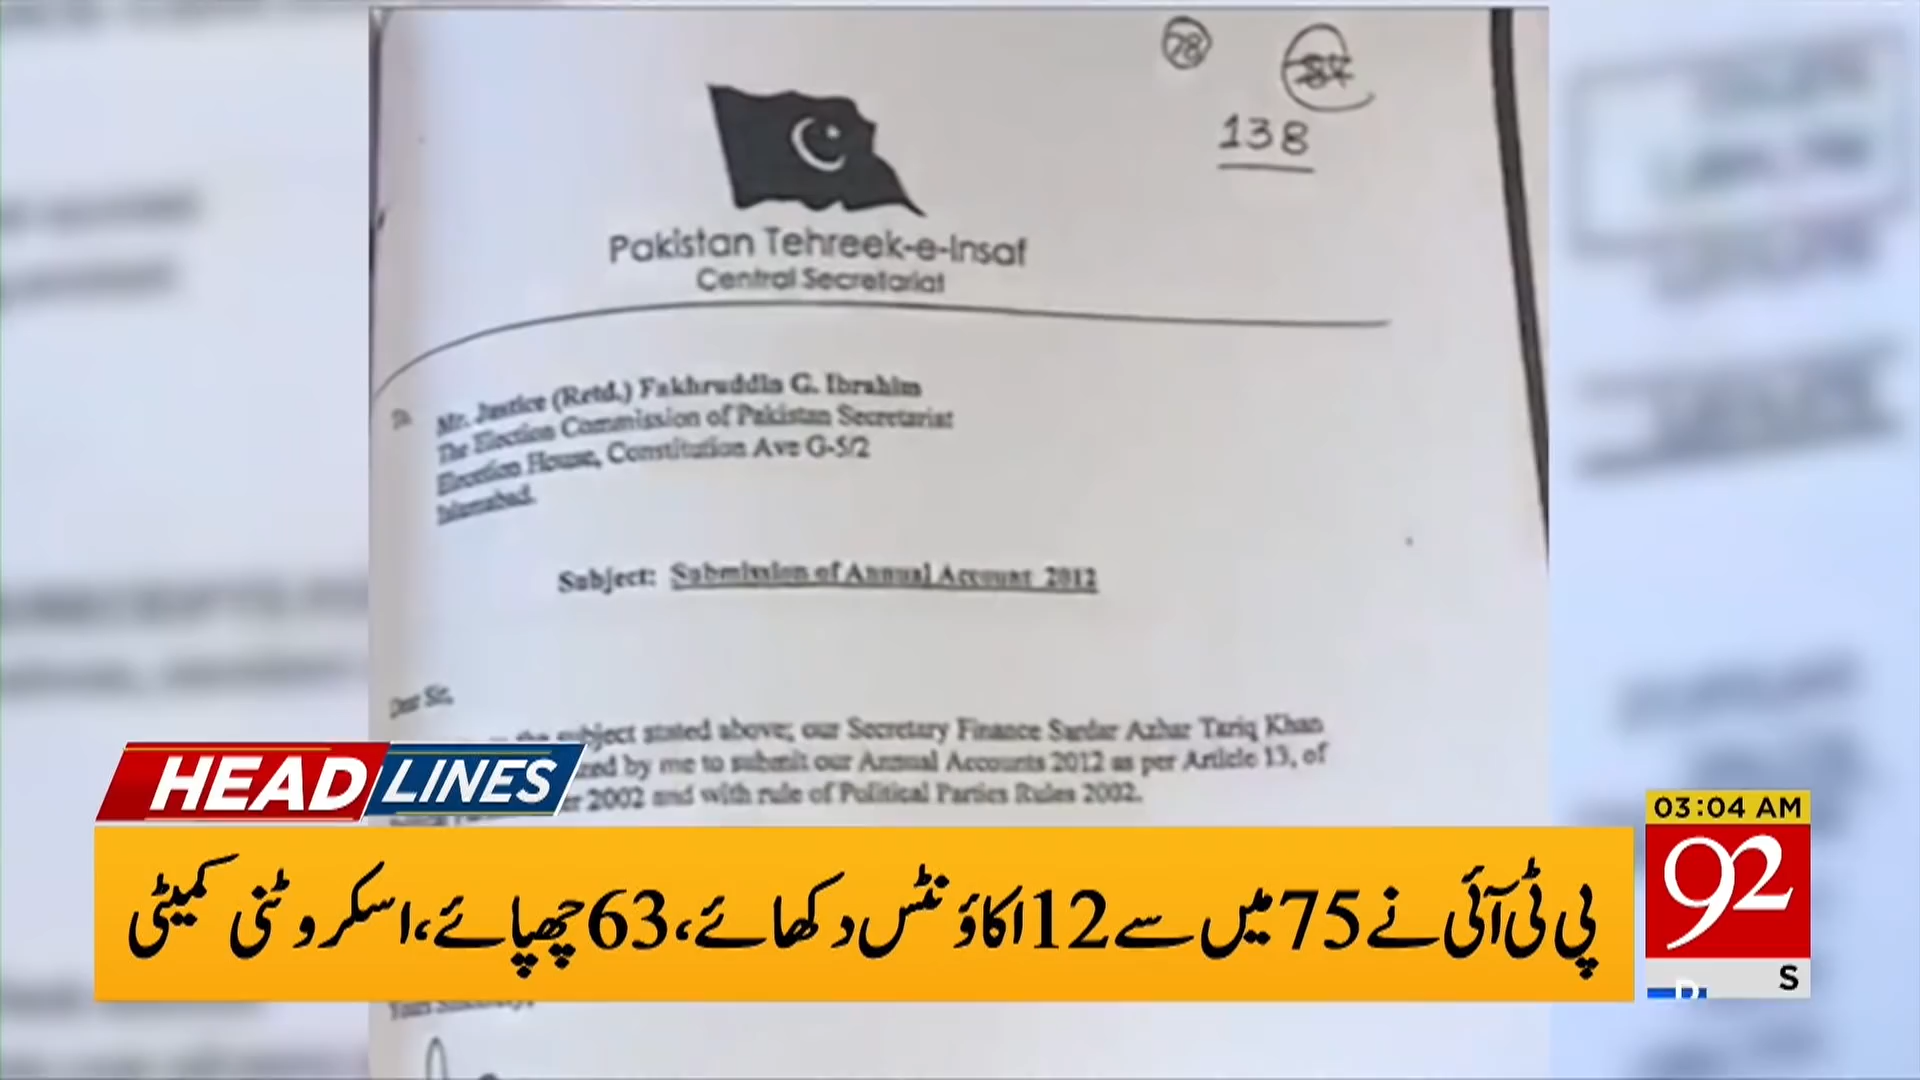 78
84
138
Pakistan Tehreek-e-Insaf
Central Secretariat
To,
Mr. Justice (Retd.) Fakhruddin G. Ibrahim
The Election Commission of Pakistan Secretariat
Election House, Constitution Ave G-5/2
Islamabad.
Subject: Submission of Annual Account 2012
Dear Sir,
the subject stated above; our Secretary Finance Sardar Azhar Tariq Khan
by me to submit our Annual Accounts 2012 as per Article 13, of
2002 and with rule of Political Parties Rules 2002.
HEADLINES
پی ٹی آئی نے 75 میں سے 12 اکاؤنٹس دکھائے، 63 چھپائے، اسکروٹنی کمیٹی
03:04 AM
92
S